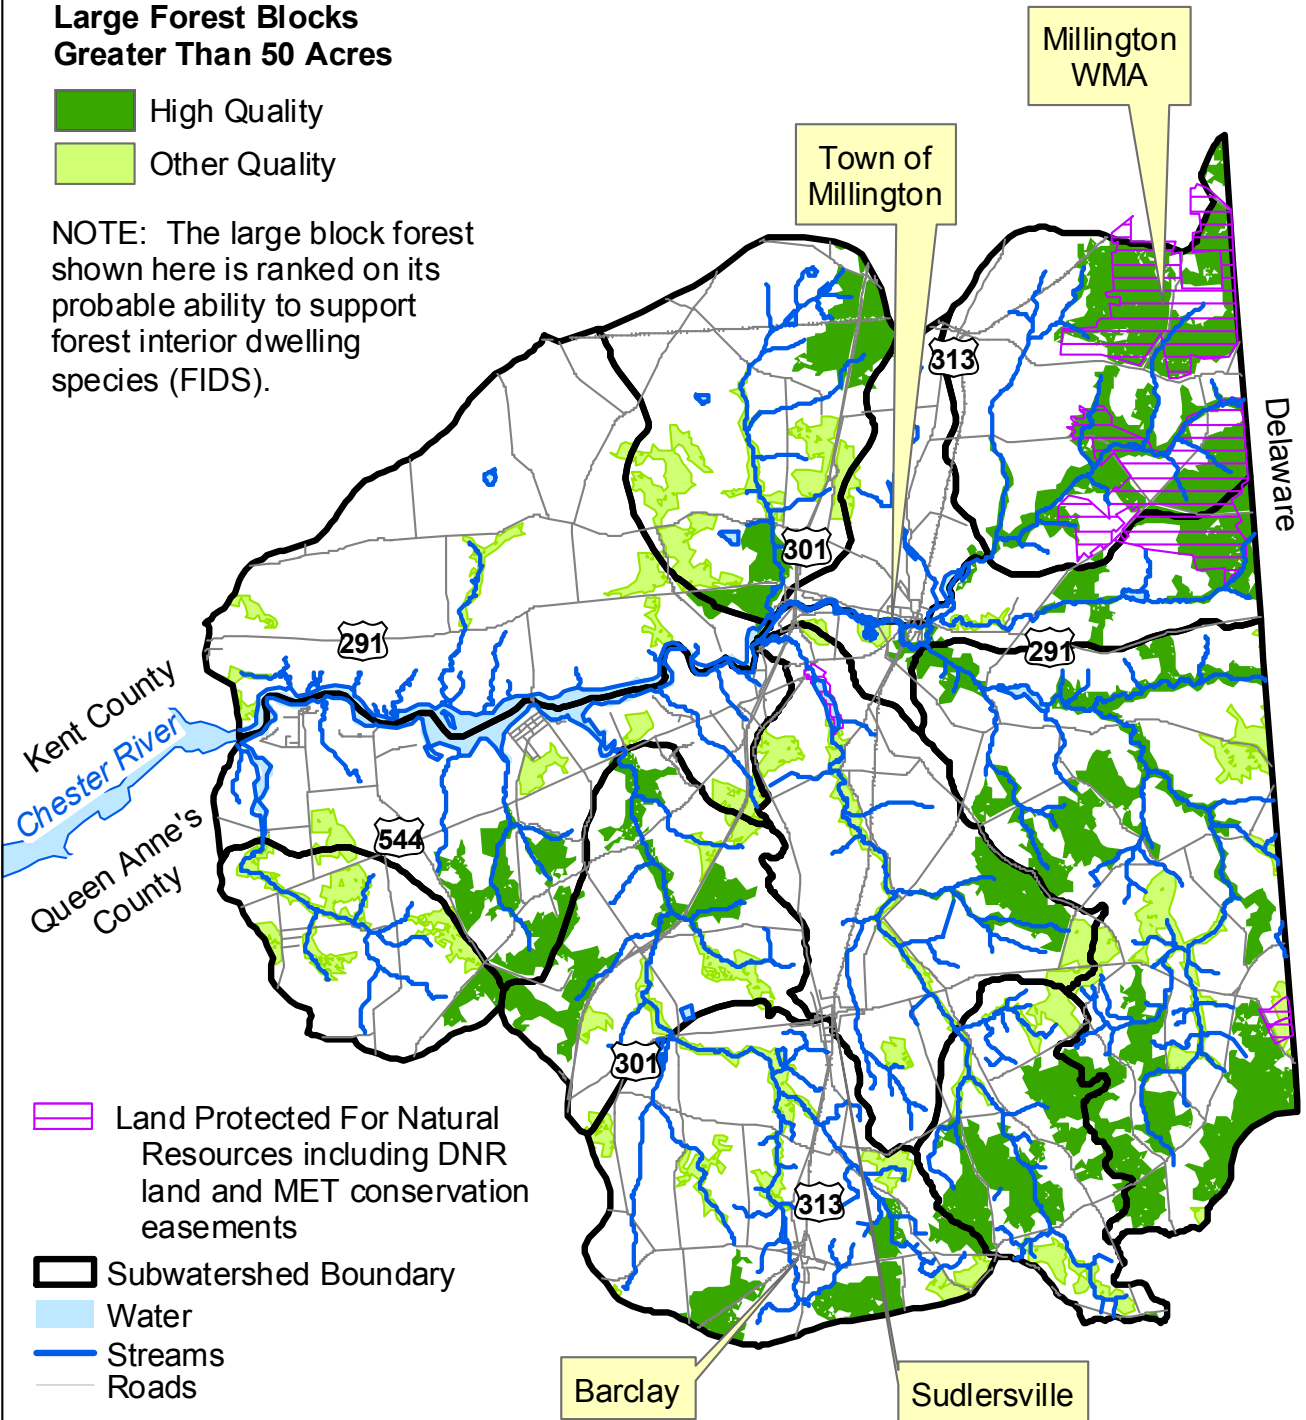 Large Forest Blocks
Greater Than 50 Acres
High Quality
Other Quality
NOTE: The large block forest
shown here is ranked on its
probable ability to support
forest interior dwelling
species (FIDS).
Millington
WMA
Town of
Millington
313
Delaware
301
291
291
Kent County
Chester River
Queen Anne's
County
544
301
313
Land Protected For Natural
Resources including DNR
land and MET conservation
easements
Subwatershed Boundary
Water
Streams
Roads
Barclay
Sudlersville